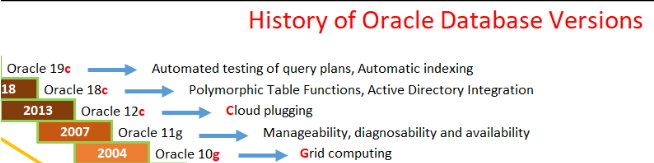 History of Oracle Database Versions
Oracle 19c Automated testing of query plans, Automatic indexing
18 Oracle 18c Polymorphic Table Functions, Active Directory Integration
2013 Oracle 12c Cloud plugging
2007 Oracle 11g Manageability, diagnosability and availability
2004 Oracle 10g Grid computing